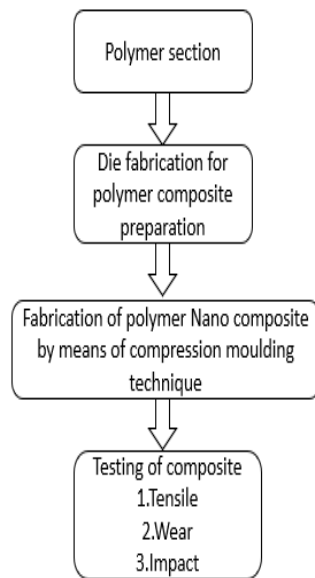 Polymer section
Die fabrication for
polymer composite
preparation
Fabrication of polymer Nano composite
by means of compression moulding
technique
Testing of composite
1.Tensile
2.Wear
3.Impact